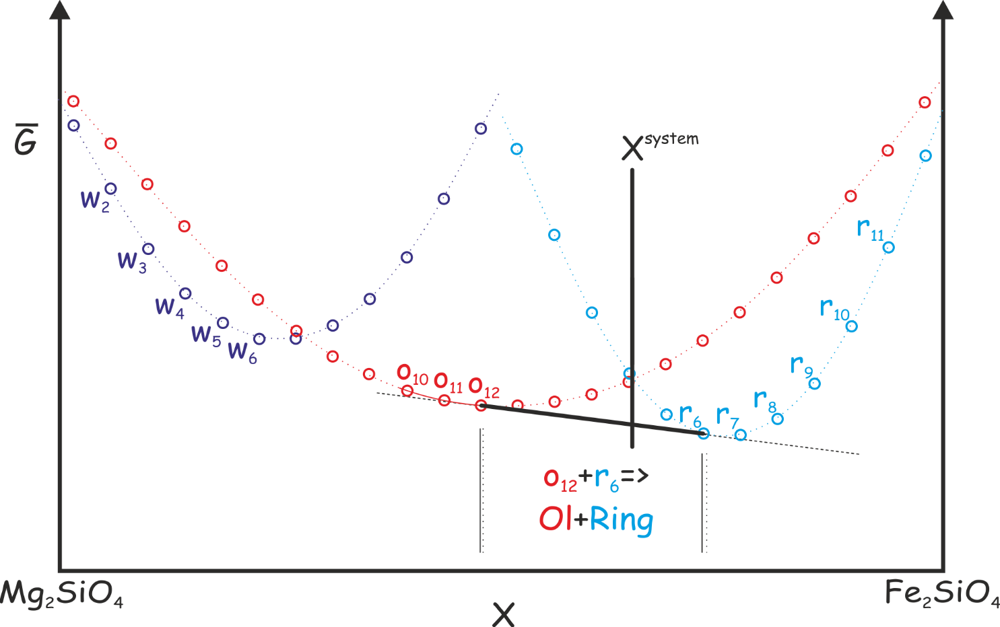 G̅
X^system
w₂
w₃
w₄
w₅
w₆
o₁₀ o₁₁ o₁₂
r₆ r₇ r₈ r₉ r₁₀ r₁₁
o₁₂+r₆=>
Ol+Ring
Mg₂SiO₄
Fe₂SiO₄
X